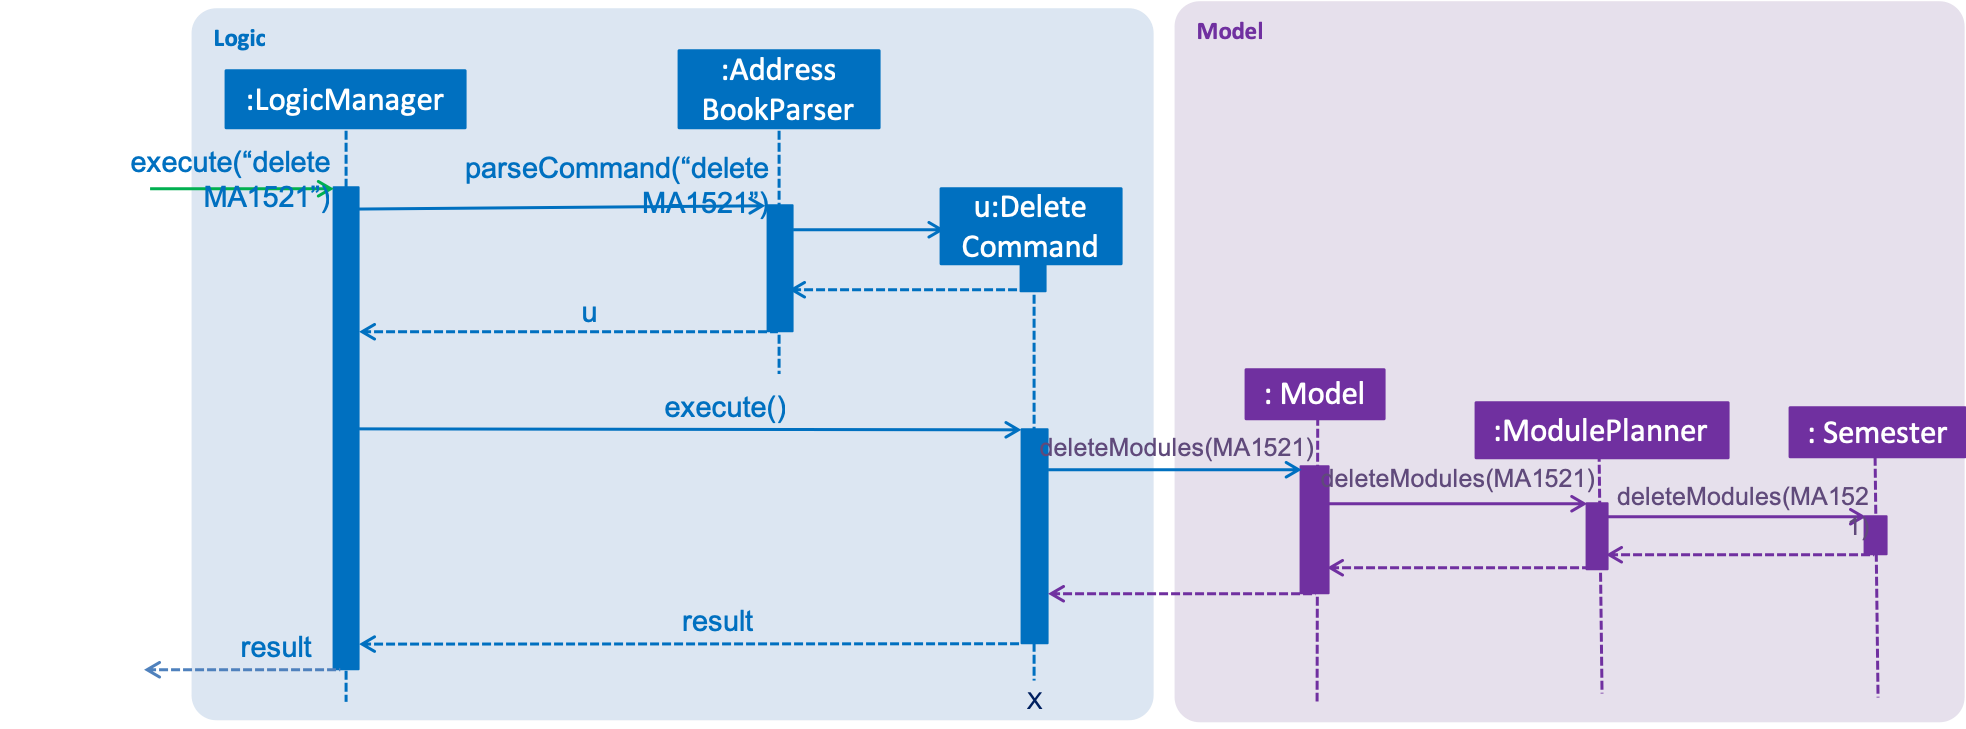 Logic
Model
:LogicManager
:Address
BookParser
execute(“delete
MA1521”)
parseCommand(“delete
MA1521”)
u:Delete
Command
u
: Model
:ModulePlanner
: Semester
execute()
deleteModules(MA1521)
deleteModules(MA1521)
deleteModules(MA152
1)
result
result
x